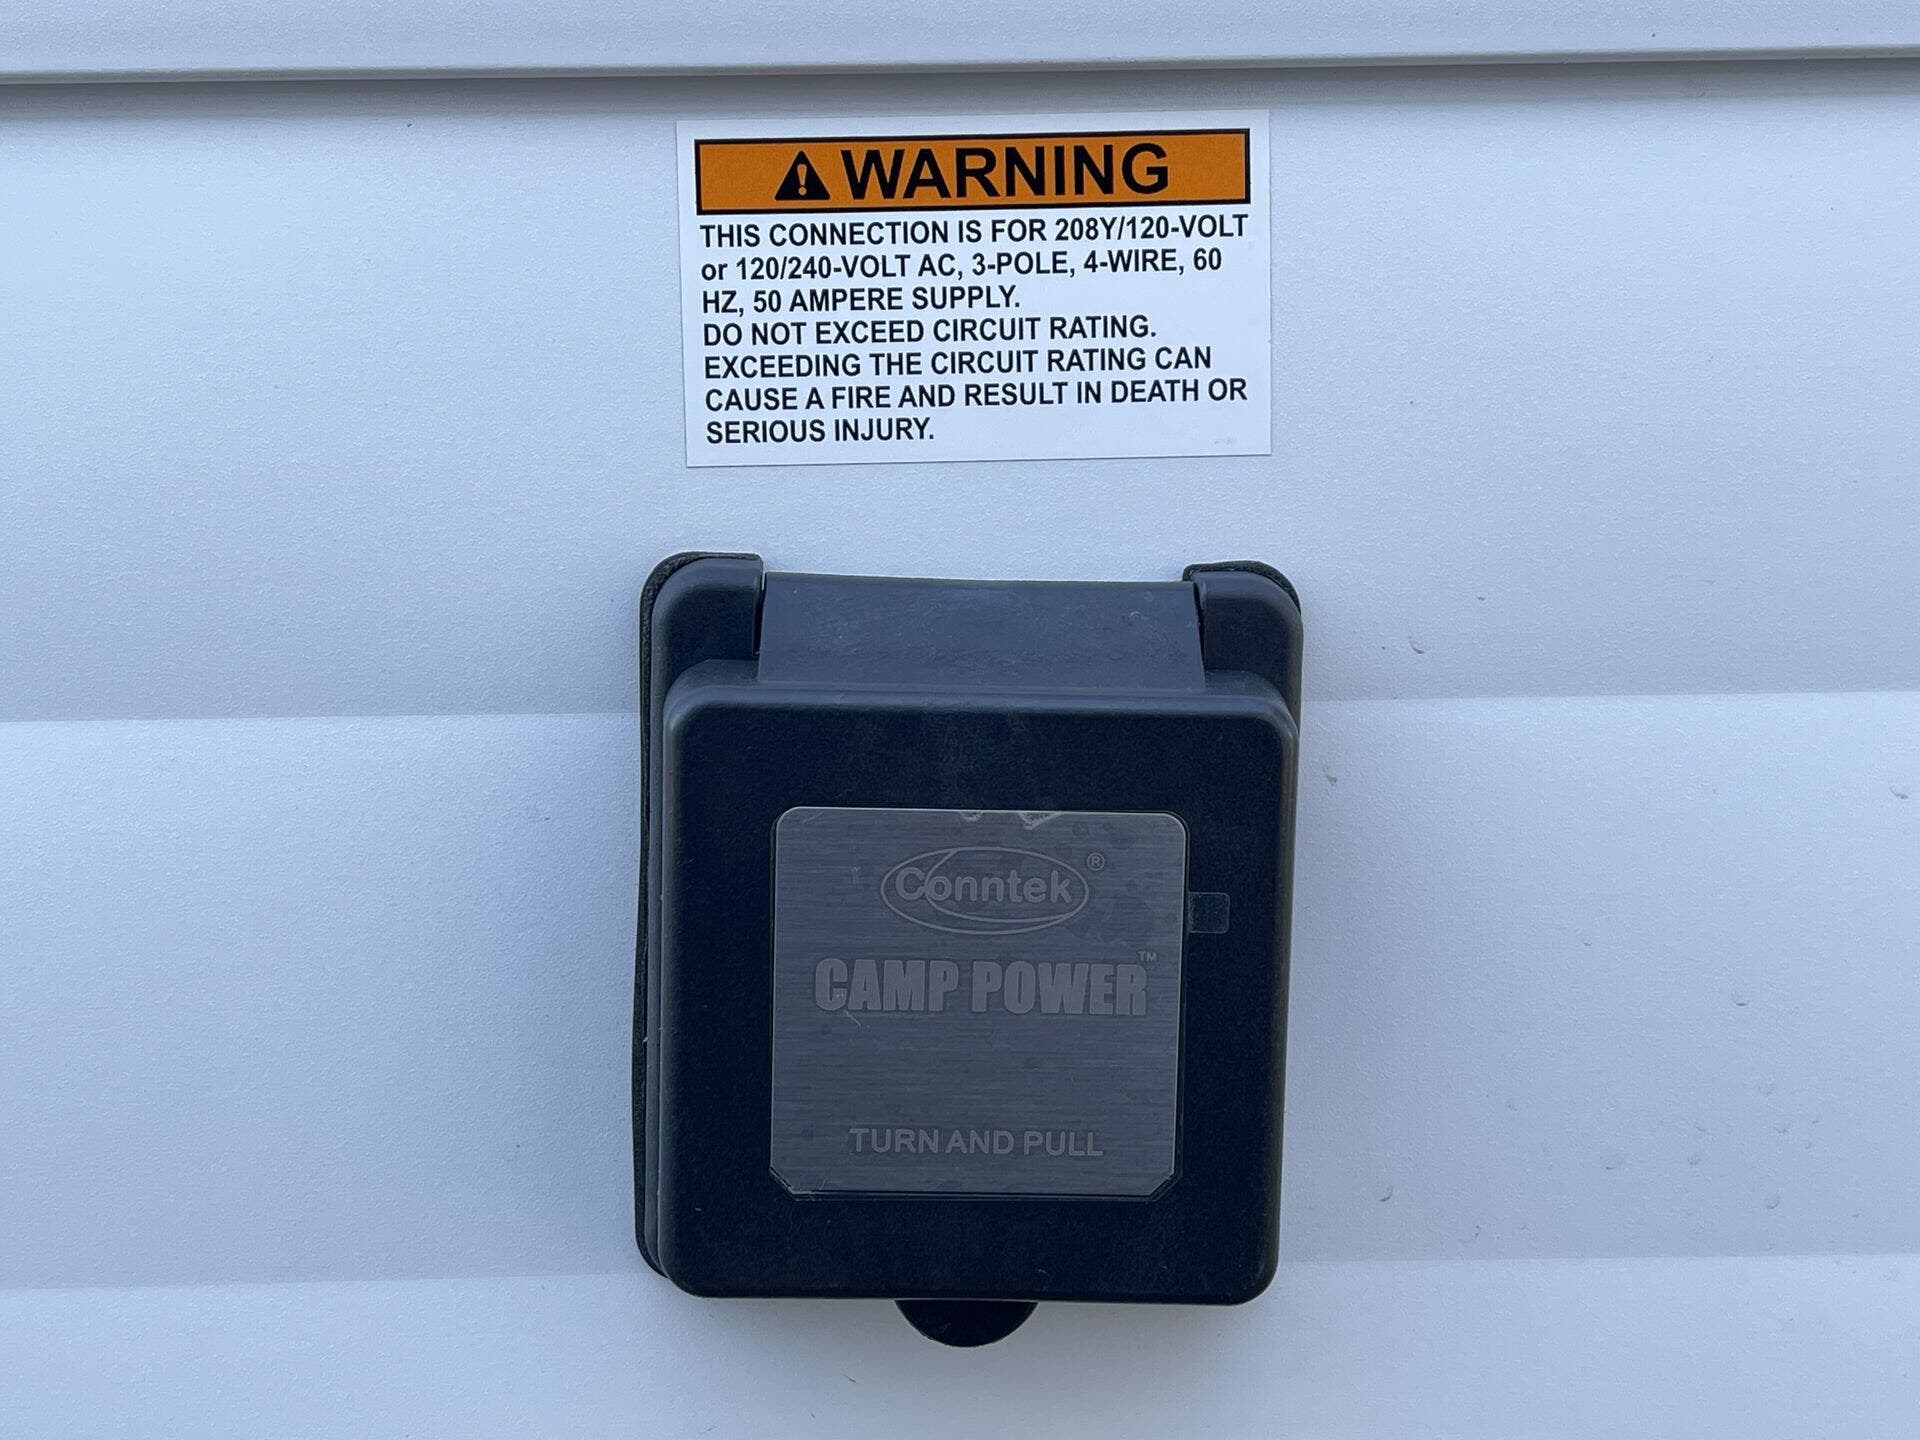 WARNING
THIS CONNECTION IS FOR 208Y/120-VOLT
or 120/240-VOLT AC, 3-POLE, 4-WIRE, 60
HZ, 50 AMPERE SUPPLY.
DO NOT EXCEED CIRCUIT RATING.
EXCEEDING THE CIRCUIT RATING CAN
CAUSE A FIRE AND RESULT IN DEATH OR
SERIOUS INJURY.
Conntek®
CAMP POWER™
TURN AND PULL